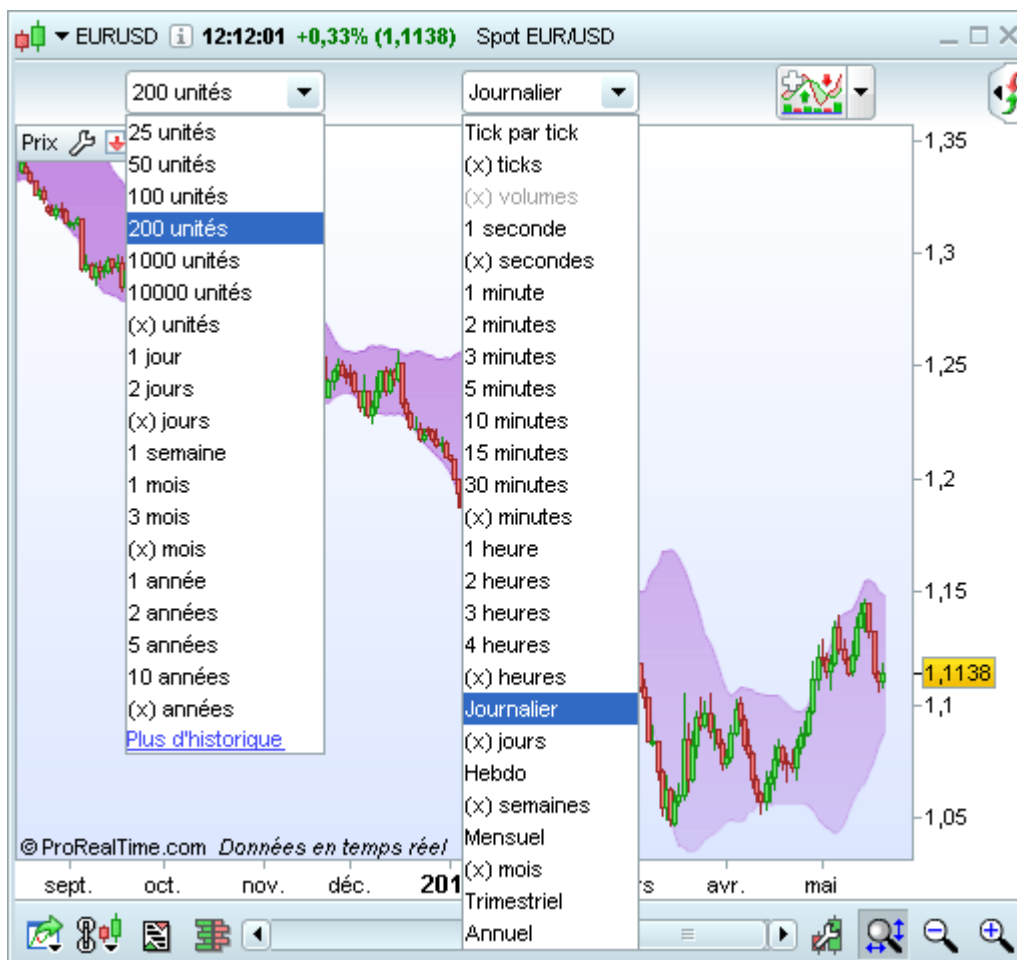 EURUSD 12:12:01 +0,33% (1,1138) Spot EUR/USD
200 unités
Journalier
Prix
25 unités
50 unités
100 unités
200 unités
1000 unités
10000 unités
(x) unités
1 jour
2 jours
(x) jours
1 semaine
1 mois
3 mois
(x) mois
1 année
2 années
5 années
10 années
(x) années
Plus d'historique
Tick par tick
(x) ticks
(x) volumes
1 seconde
(x) secondes
1 minute
2 minutes
3 minutes
5 minutes
10 minutes
15 minutes
30 minutes
(x) minutes
1 heure
2 heures
3 heures
4 heures
(x) heures
Journalier
(x) jours
Hebdo
(x) semaines
Mensuel
(x) mois
Trimestriel
Annuel
1,35
1,3
1,25
1,2
1,15
1,1138
1,1
1,05
© ProRealTime.com Données en temps réel
sept. oct. nov. déc. avr. mai